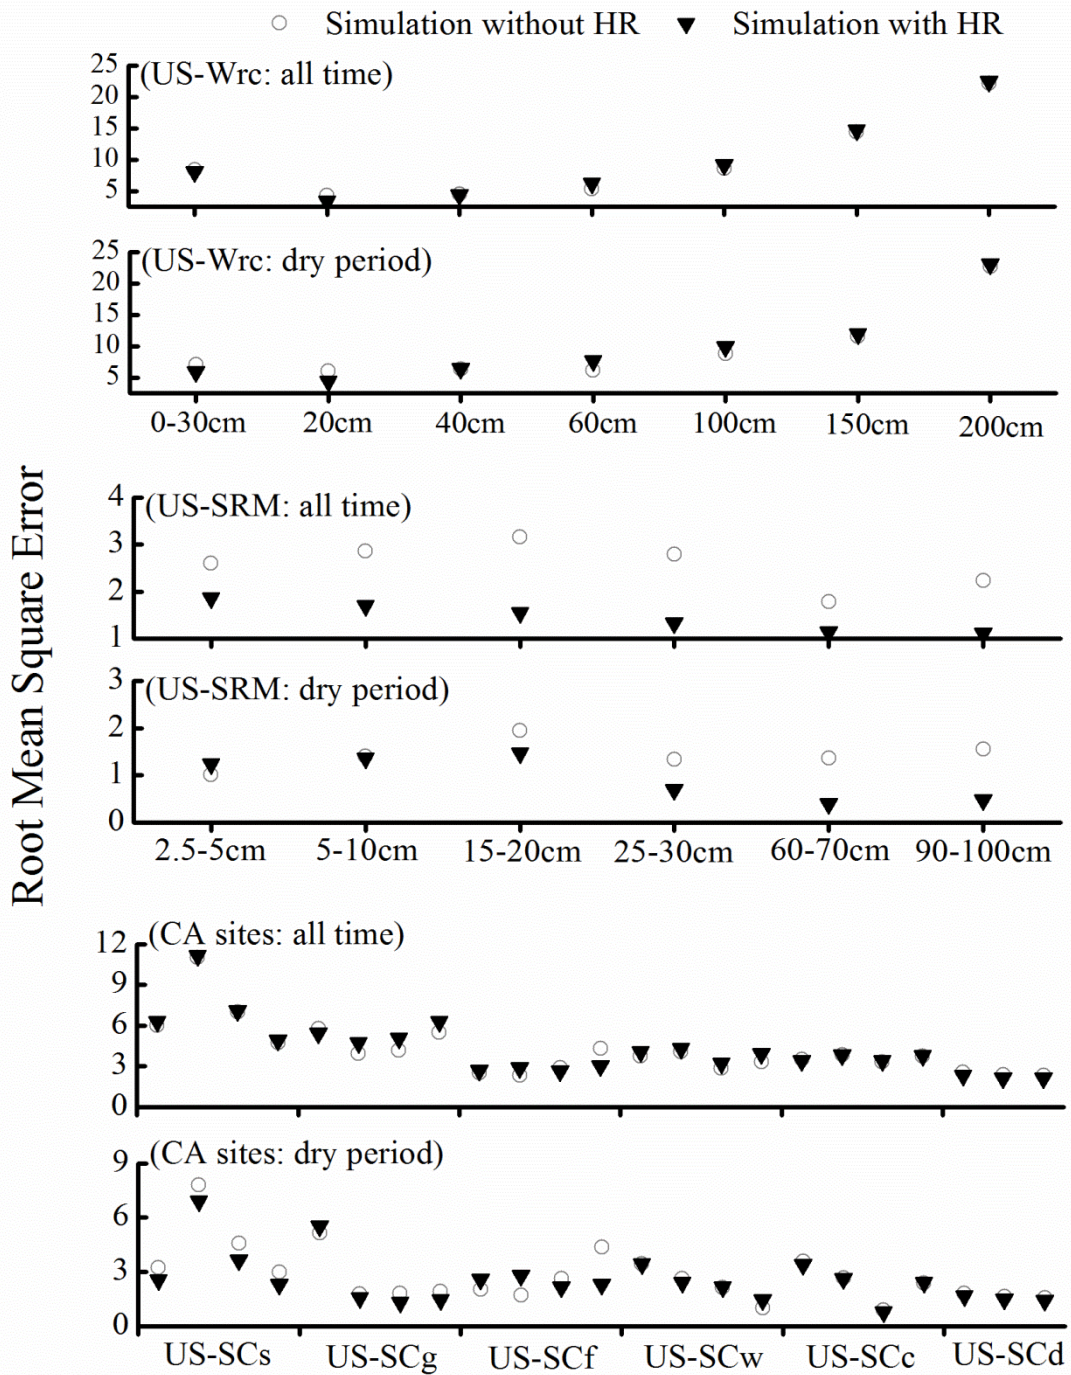 Simulation without HR Simulation with HR
(US-Wrc: all time)
25
20
15
10
5
(US-Wrc: dry period)
25
20
15
10
5
0-30cm 20cm 40cm 60cm 100cm 150cm 200cm
Root Mean Square Error
(US-SRM: all time)
4
3
2
1
(US-SRM: dry period)
3
2
1
0
2.5-5cm 5-10cm 15-20cm 25-30cm 60-70cm 90-100cm
(CA sites: all time)
12
9
6
3
0
(CA sites: dry period)
9
6
3
0
US-SCs US-SCg US-SCf US-SCw US-SCc US-SCd